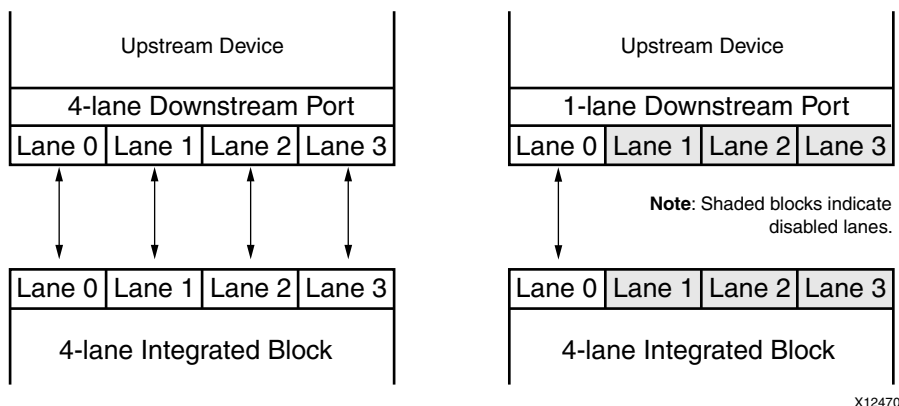 Upstream Device
4-lane Downstream Port
Lane 0 Lane 1 Lane 2 Lane 3
Lane 0 Lane 1 Lane 2 Lane 3
4-lane Integrated Block
Upstream Device
1-lane Downstream Port
Lane 0 Lane 1 Lane 2 Lane 3
Note: Shaded blocks indicate
disabled lanes.
Lane 0 Lane 1 Lane 2 Lane 3
4-lane Integrated Block
X12470